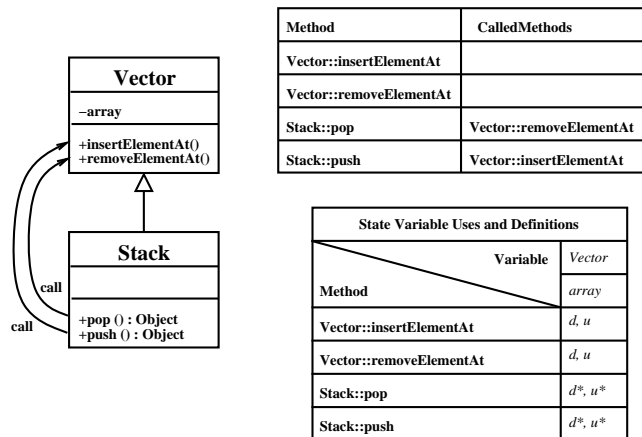 Vector
−array
+insertElementAt()
+removeElementAt()
Stack
call
call
+pop () : Object
+push () : Object
Method CalledMethods
Vector::insertElementAt
Vector::removeElementAt
Stack::pop Vector::removeElementAt
Stack::push Vector::insertElementAt
State Variable Uses and Definitions
Variable Vector
Method array
Vector::insertElementAt d, u
Vector::removeElementAt d, u
Stack::pop d*, u*
Stack::push d*, u*